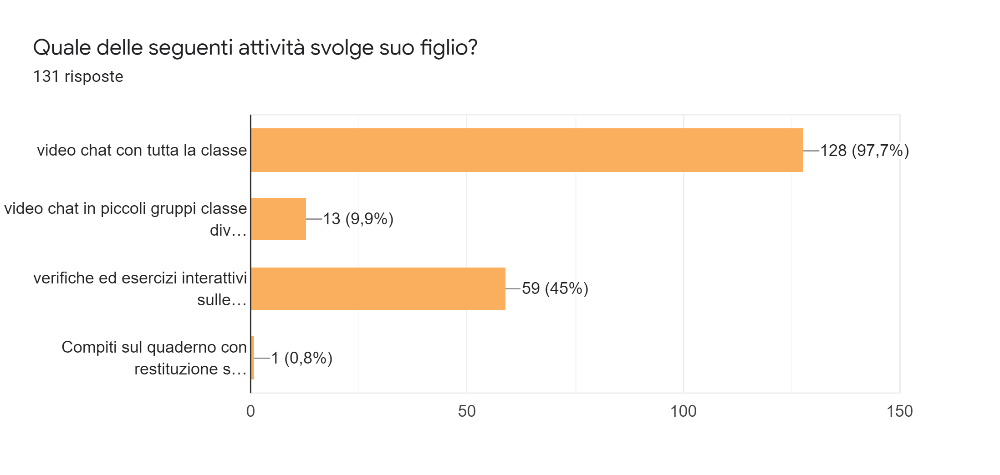 Quale delle seguenti attività svolge suo figlio?
131 risposte
video chat con tutta la classe
128 (97,7%)
video chat in piccoli gruppi classe
div…
13 (9,9%)
verifiche ed esercizi interattivi
sulle…
59 (45%)
Compiti sul quaderno con
restituzione s…
1 (0,8%)
0 50 100 150